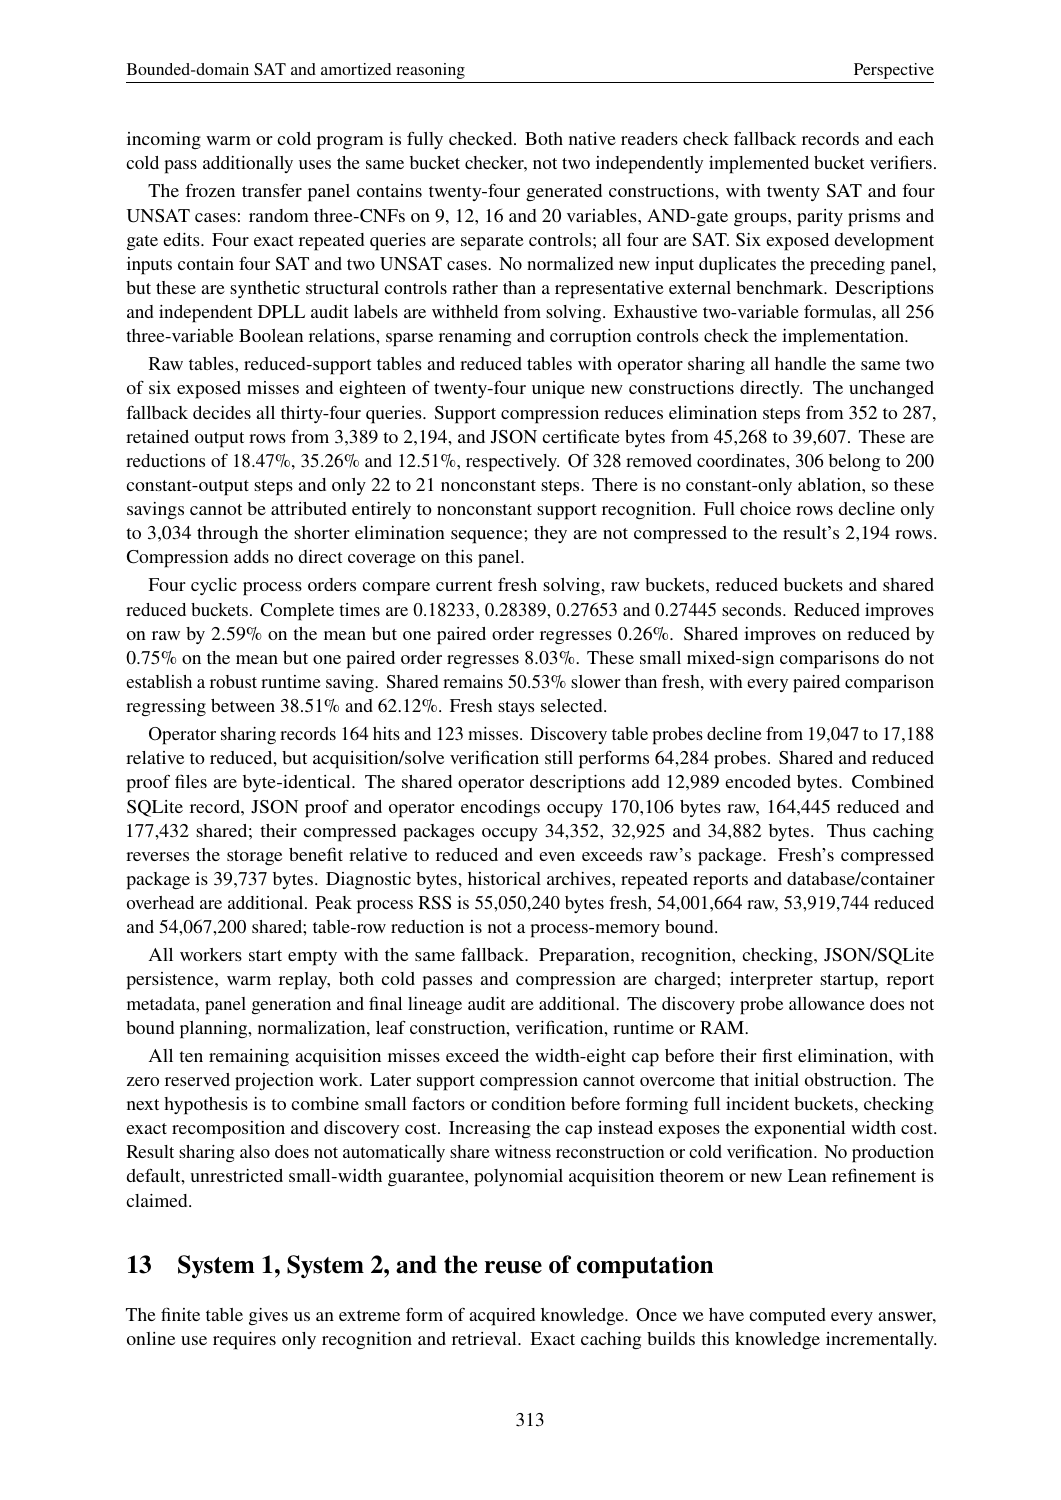 Bounded-domain SAT and amortized reasoning Perspective
incoming warm or cold program is fully checked. Both native readers check fallback records and each
cold pass additionally uses the same bucket checker, not two independently implemented bucket verifiers.
The frozen transfer panel contains twenty-four generated constructions, with twenty SAT and four
UNSAT cases: random three-CNFs on 9, 12, 16 and 20 variables, AND-gate groups, parity prisms and
gate edits. Four exact repeated queries are separate controls; all four are SAT. Six exposed development
inputs contain four SAT and two UNSAT cases. No normalized new input duplicates the preceding panel,
but these are synthetic structural controls rather than a representative external benchmark. Descriptions
and independent DPLL audit labels are withheld from solving. Exhaustive two-variable formulas, all 256
three-variable Boolean relations, sparse renaming and corruption controls check the implementation.
Raw tables, reduced-support tables and reduced tables with operator sharing all handle the same two
of six exposed misses and eighteen of twenty-four unique new constructions directly. The unchanged
fallback decides all thirty-four queries. Support compression reduces elimination steps from 352 to 287,
retained output rows from 3,389 to 2,194, and JSON certificate bytes from 45,268 to 39,607. These are
reductions of 18.47%, 35.26% and 12.51%, respectively. Of 328 removed coordinates, 306 belong to 200
constant-output steps and only 22 to 21 nonconstant steps. There is no constant-only ablation, so these
savings cannot be attributed entirely to nonconstant support recognition. Full choice rows decline only
to 3,034 through the shorter elimination sequence; they are not compressed to the result's 2,194 rows.
Compression adds no direct coverage on this panel.
Four cyclic process orders compare current fresh solving, raw buckets, reduced buckets and shared
reduced buckets. Complete times are 0.18233, 0.28389, 0.27653 and 0.27445 seconds. Reduced improves
on raw by 2.59% on the mean but one paired order regresses 0.26%. Shared improves on reduced by
0.75% on the mean but one paired order regresses 8.03%. These small mixed-sign comparisons do not
establish a robust runtime saving. Shared remains 50.53% slower than fresh, with every paired comparison
regressing between 38.51% and 62.12%. Fresh stays selected.
Operator sharing records 164 hits and 123 misses. Discovery table probes decline from 19,047 to 17,188
relative to reduced, but acquisition/solve verification still performs 64,284 probes. Shared and reduced
proof files are byte-identical. The shared operator descriptions add 12,989 encoded bytes. Combined
SQLite record, JSON proof and operator encodings occupy 170,106 bytes raw, 164,445 reduced and
177,432 shared; their compressed packages occupy 34,352, 32,925 and 34,882 bytes. Thus caching
reverses the storage benefit relative to reduced and even exceeds raw's package. Fresh's compressed
package is 39,737 bytes. Diagnostic bytes, historical archives, repeated reports and database/container
overhead are additional. Peak process RSS is 55,050,240 bytes fresh, 54,001,664 raw, 53,919,744 reduced
and 54,067,200 shared; table-row reduction is not a process-memory bound.
All workers start empty with the same fallback. Preparation, recognition, checking, JSON/SQLite
persistence, warm replay, both cold passes and compression are charged; interpreter startup, report
metadata, panel generation and final lineage audit are additional. The discovery probe allowance does not
bound planning, normalization, leaf construction, verification, runtime or RAM.
All ten remaining acquisition misses exceed the width-eight cap before their first elimination, with
zero reserved projection work. Later support compression cannot overcome that initial obstruction. The
next hypothesis is to combine small factors or condition before forming full incident buckets, checking
exact recomposition and discovery cost. Increasing the cap instead exposes the exponential width cost.
Result sharing also does not automatically share witness reconstruction or cold verification. No production
default, unrestricted small-width guarantee, polynomial acquisition theorem or new Lean refinement is
claimed.
13 System 1, System 2, and the reuse of computation
The finite table gives us an extreme form of acquired knowledge. Once we have computed every answer,
online use requires only recognition and retrieval. Exact caching builds this knowledge incrementally.
313